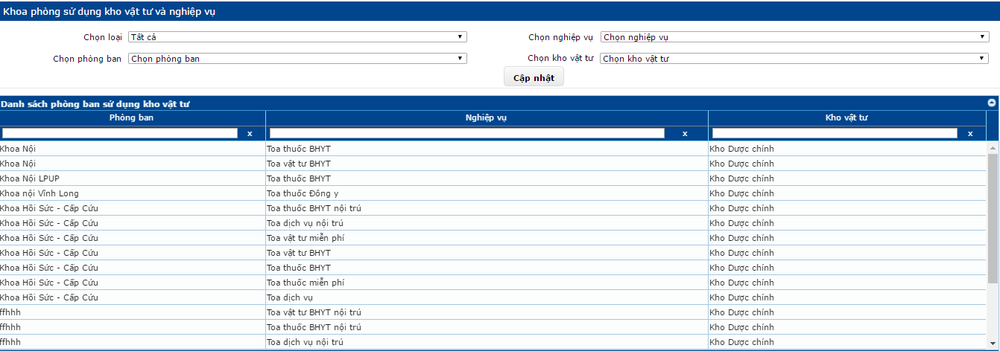 Khoa phòng sử dụng kho vật tư và nghiệp vụ
Chọn loại Tất cả Chọn nghiệp vụ Chọn nghiệp vụ
Chọn phòng ban Chọn phòng ban Chọn kho vật tư Chọn kho vật tư
Cập nhật
Danh sách phòng ban sử dụng kho vật tư
Phòng ban Nghiệp vụ Kho vật tư
x x x
Khoa Nội Toa thuốc BHYT Kho Dược chính
Khoa Nội Toa vật tư BHYT Kho Dược chính
Khoa Nội LPUP Toa thuốc BHYT Kho Dược chính
Khoa nội Vĩnh Long Toa thuốc Đông y Kho Dược chính
Khoa Hồi Sức - Cấp Cứu Toa thuốc BHYT nội trú Kho Dược chính
Khoa Hồi Sức - Cấp Cứu Toa dịch vụ nội trú Kho Dược chính
Khoa Hồi Sức - Cấp Cứu Toa vật tư miễn phí Kho Dược chính
Khoa Hồi Sức - Cấp Cứu Toa vật tư BHYT Kho Dược chính
Khoa Hồi Sức - Cấp Cứu Toa thuốc BHYT Kho Dược chính
Khoa Hồi Sức - Cấp Cứu Toa thuốc miễn phí Kho Dược chính
Khoa Hồi Sức - Cấp Cứu Toa dịch vụ Kho Dược chính
ffhhh Toa vật tư BHYT nội trú Kho Dược chính
ffhhh Toa thuốc BHYT nội trú Kho Dược chính
ffhhh Toa dịch vụ nội trú Kho Dược chính